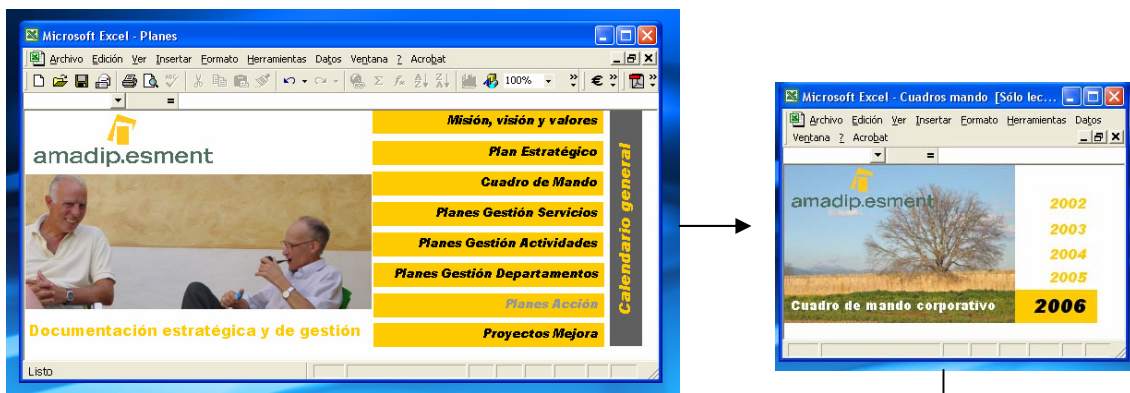 Microsoft Excel - Planes
Archivo Edición Ver Insertar Formato Herramientas Datos Ventana ? Acrobat
100%
=
amadip.esment
Misión, visión y valores
Plan Estratégico
Cuadro de Mando
Planes Gestión Servicios
Planes Gestión Actividades
Planes Gestión Departamentos
Planes Acción
Proyectos Mejora
Calendario general
Documentación estratégica y de gestión
Listo
Microsoft Excel - Cuadros mando [Sólo lec...
Archivo Edición Ver Insertar Formato Herramientas Datos
Ventana ? Acrobat
=
amadip.esment
2002
2003
2004
2005
2006
Cuadro de mando corporativo